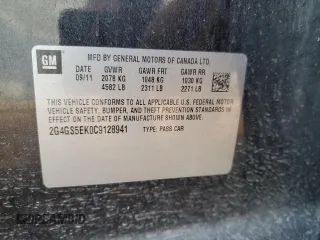 GM
MFD BY GENERAL MOTORS OF CANADA LTD
DATE GVWR GAWR FRT GAWR RR
09/11 2078 KG 1048 KG 1030 KG
4582 LB 2311 LB 2271 LB
THIS VEHICLE CONFORMS TO ALL APPLICABLE U.S. FEDERAL MOTOR
VEHICLE SAFETY, BUMPER, AND THEFT PREVENTION STANDARDS
IN EFFECT ON THE DATE OF MANUFACTURE SHOWN ABOVE.
2G4GS5EK0C9128941 TYPE: PASS CAR